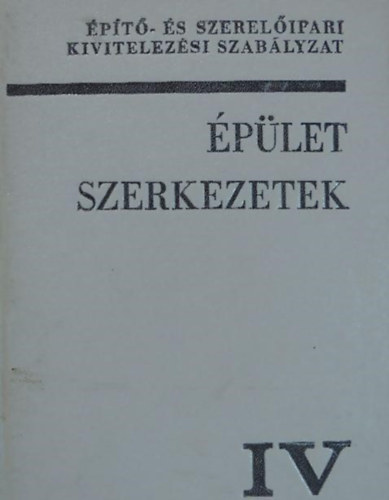 ÉPÍTŐ- ÉS SZERELŐIPARI
KIVITELEZÉSI SZABÁLYZAT
ÉPÜLET
SZERKEZETEK
IV